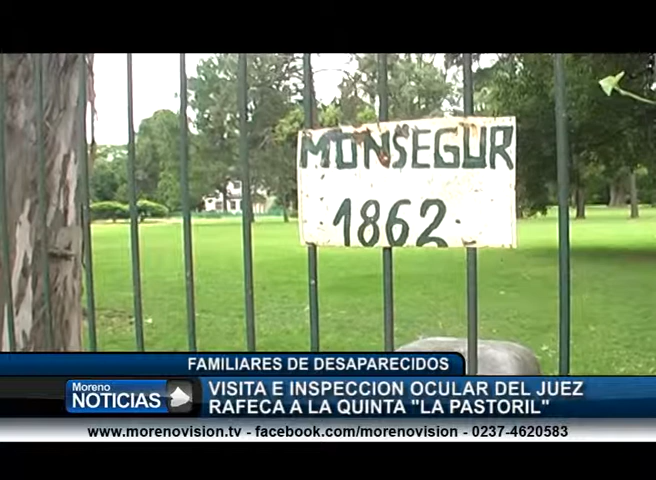 MONSEGUR
1862
FAMILIARES DE DESAPARECIDOS
Moreno
NOTICIAS
VISITA E INSPECCION OCULAR DEL JUEZ
RAFECA A LA QUINTA "LA PASTORIL"
www.morenovision.tv - facebook.com/morenovision - 0237-4620583